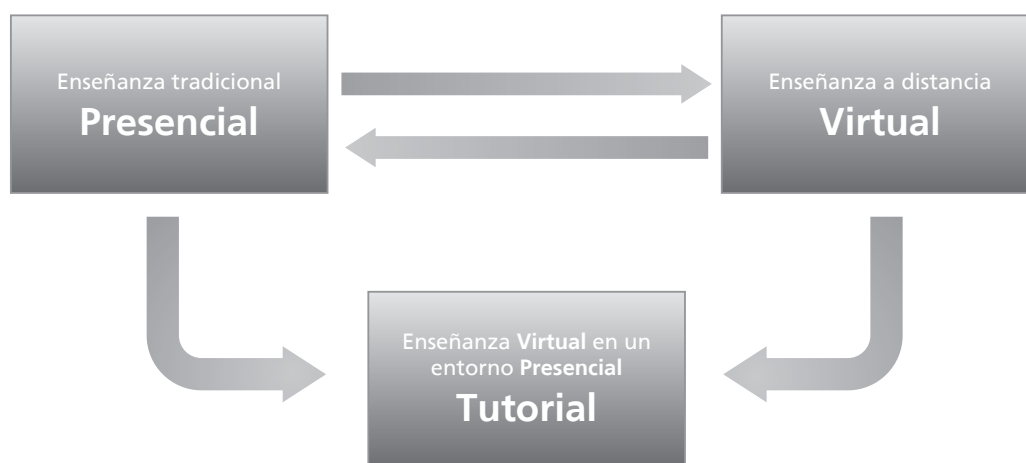 Enseñanza tradicional
Presencial
Enseñanza a distancia
Virtual
Enseñanza Virtual en un
entorno Presencial
Tutorial